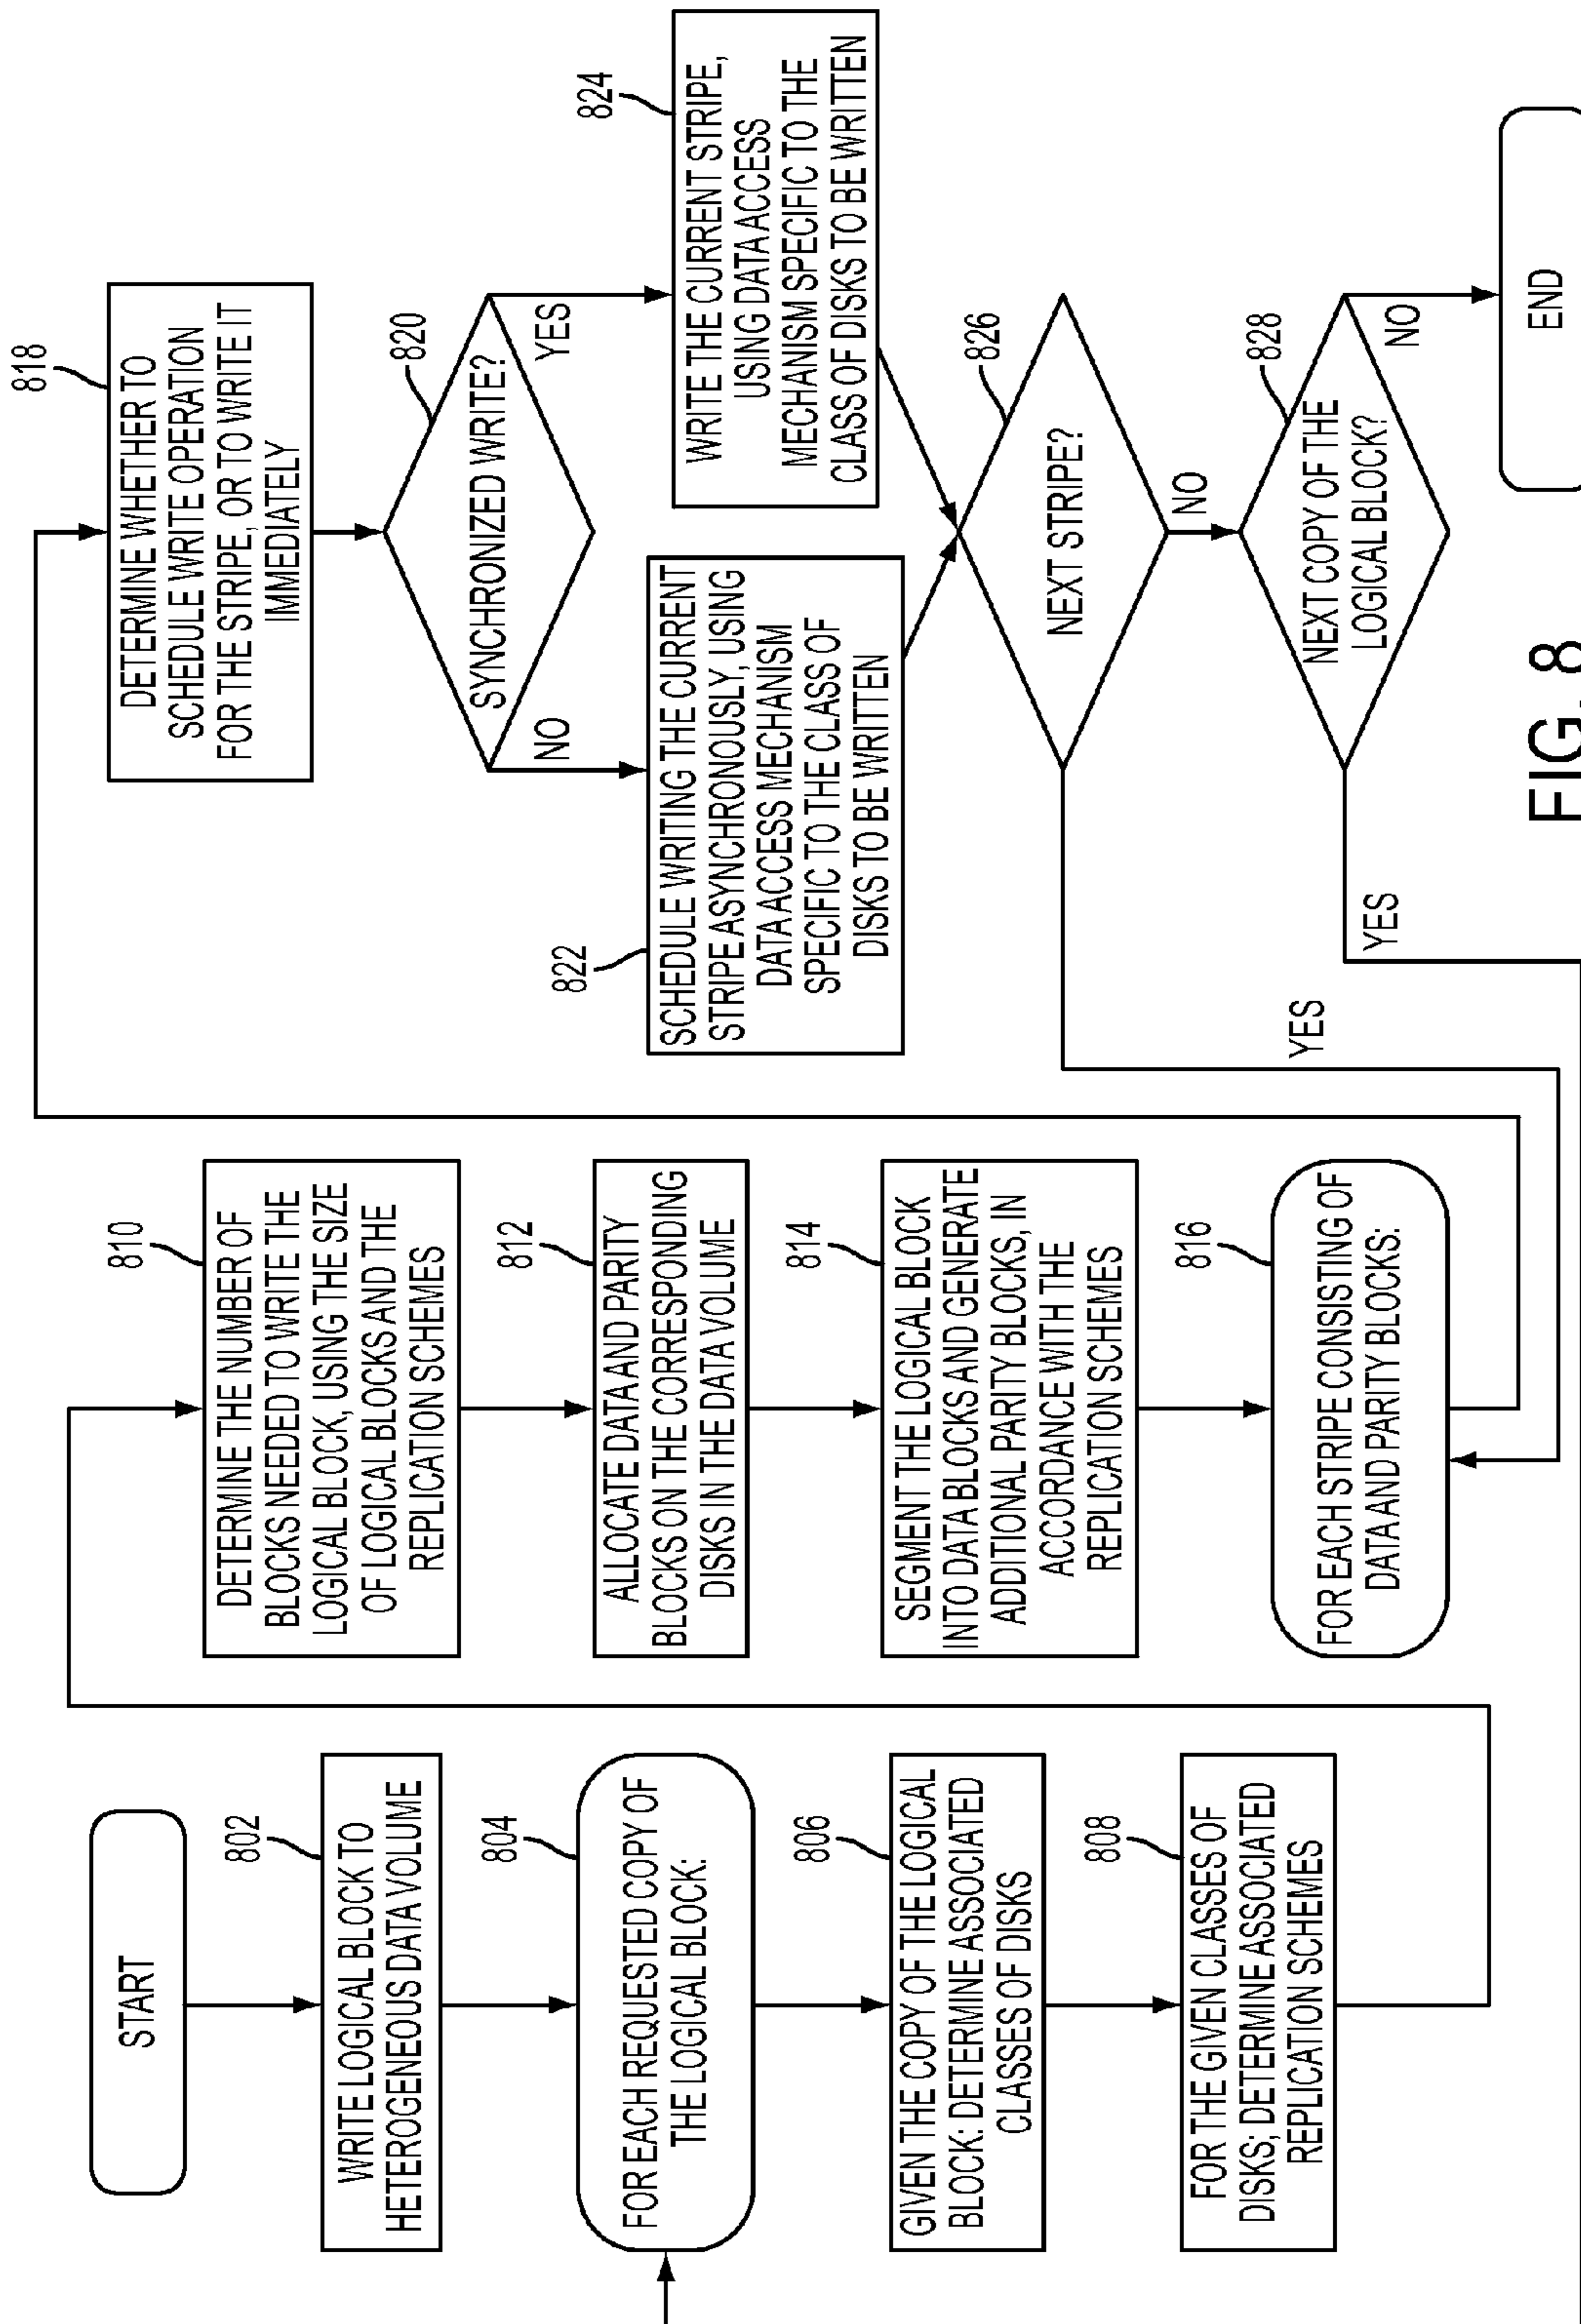 START
802
WRITE LOGICAL BLOCK TO
HETEROGENEOUS DATA VOLUME
804
FOR EACH REQUESTED COPY OF
THE LOGICAL BLOCK:
806
GIVEN THE COPY OF THE LOGICAL
BLOCK: DETERMINE ASSOCIATED
CLASSES OF DISKS
808
FOR THE GIVEN CLASSES OF
DISKS; DETERMINE ASSOCIATED
REPLICATION SCHEMES
810
DETERMINE THE NUMBER OF
BLOCKS NEEDED TO WRITE THE
LOGICAL BLOCK, USING THE SIZE
OF LOGICAL BLOCKS AND THE
REPLICATION SCHEMES
812
ALLOCATE DATA AND PARITY
BLOCKS ON THE CORRESPONDING
DISKS IN THE DATA VOLUME
814
SEGMENT THE LOGICAL BLOCK
INTO DATA BLOCKS AND GENERATE
ADDITIONAL PARITY BLOCKS, IN
ACCORDANCE WITH THE
REPLICATION SCHEMES
816
FOR EACH STRIPE CONSISTING OF
DATA AND PARITY BLOCKS:
818
DETERMINE WHETHER TO
SCHEDULE WRITE OPERATION
FOR THE STRIPE, OR TO WRITE IT
IMMEDIATELY
820
SYNCHRONIZED WRITE?
NO
YES
822
SCHEDULE WRITING THE CURRENT
STRIPE ASYNCHRONOUSLY, USING
DATA ACCESS MECHANISM
SPECIFIC TO THE CLASS OF
DISKS TO BE WRITTEN
824
WRITE THE CURRENT STRIPE,
USING DATA ACCESS
MECHANISM SPECIFIC TO THE
CLASS OF DISKS TO BE WRITTEN
826
NEXT STRIPE?
YES
NO
828
NEXT COPY OF THE
LOGICAL BLOCK?
YES
NO
END
FIG. 8